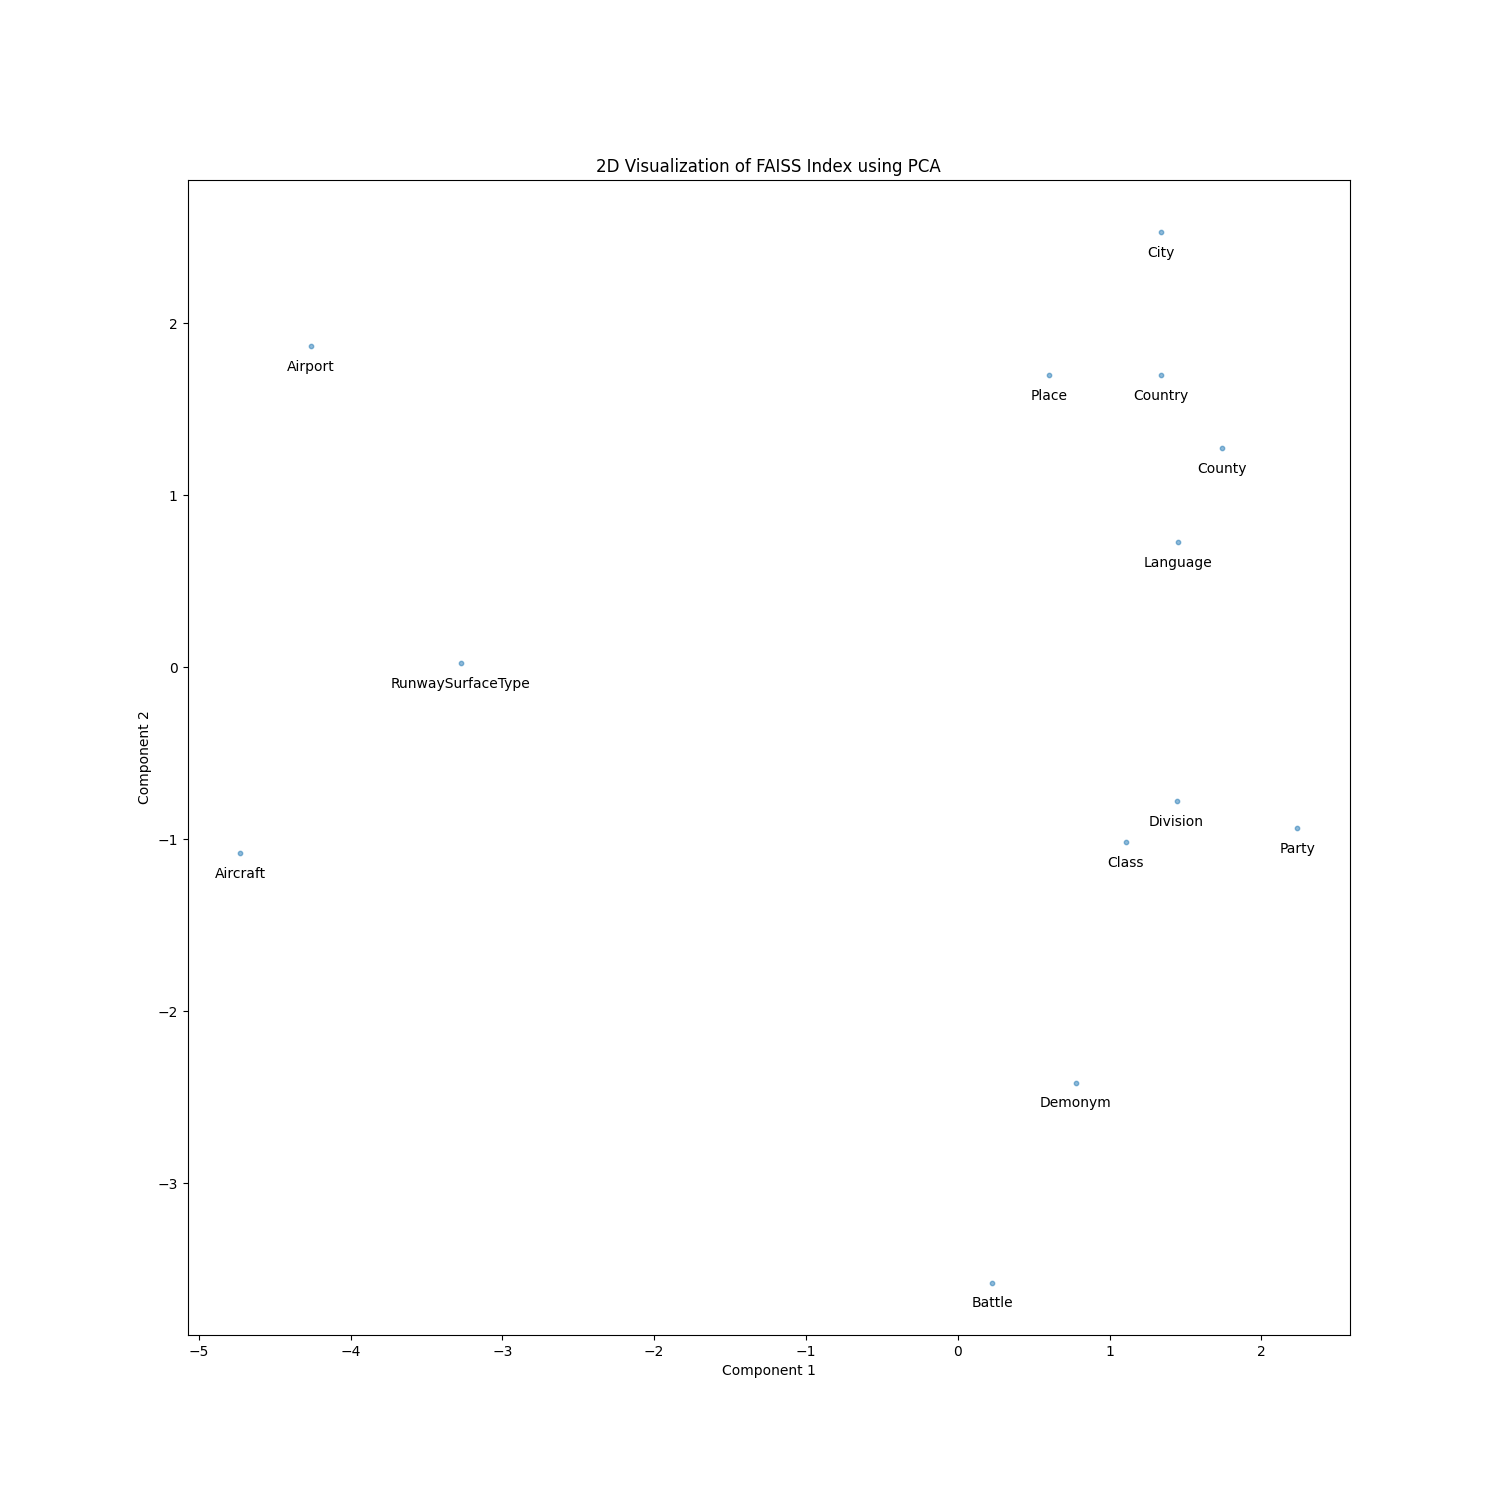 2D Visualization of FAISS Index using PCA
City
2
Airport
Place
Country
County
1
Language
0
RunwaySurfaceType
Component 2
Division
−1
Party
Class
Aircraft
−2
Demonym
−3
Battle
−5
−4
−3
−2
−1
0
1
2
Component 1